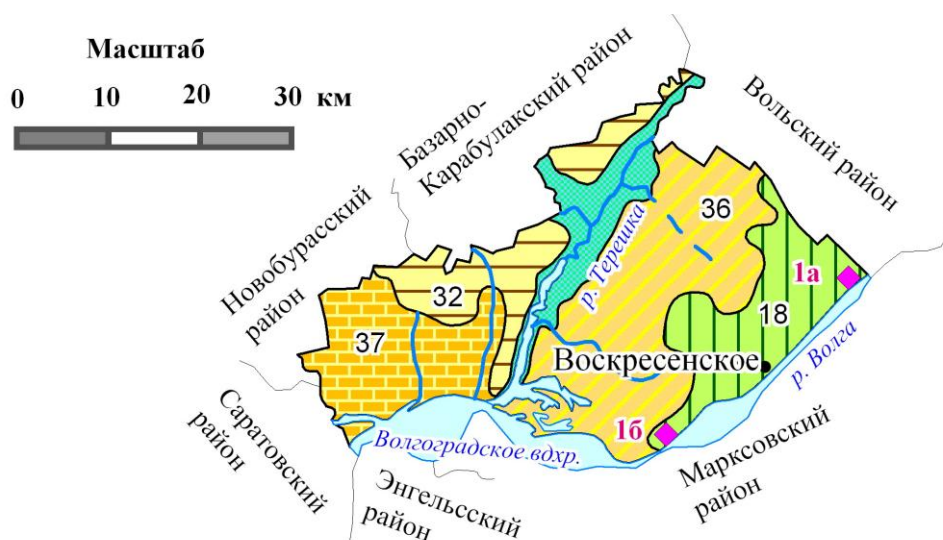 Масштаб
0 10 20 30 км
Базарно-
Карабулакский район
Вольский район
Новобурасский
район
36
р. Терешка
1а
32
18
37
Воскресенское
р. Волга
Саратовский
район
1б
Волгоградское вдхр.
Марксовский
район
Энгельсский
район